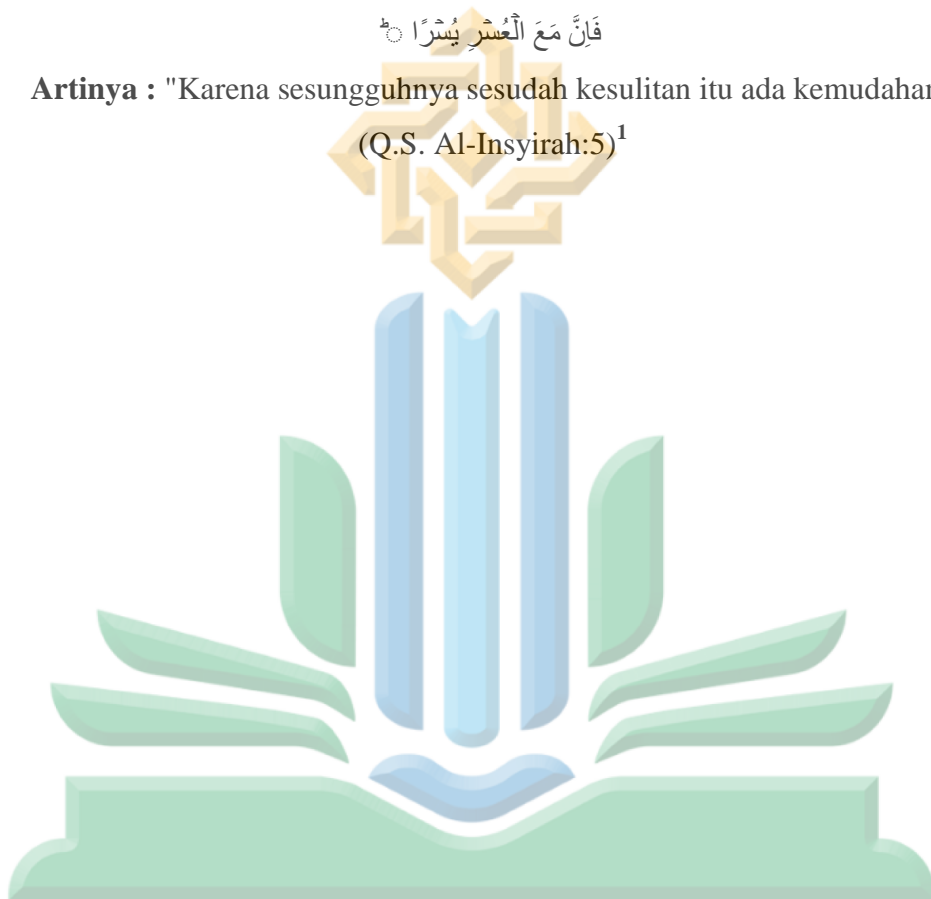 فَاِنَّ مَعَ الْعُسْرِ يُسْرًا ۙ
Artinya : "Karena sesungguhnya sesudah kesulitan itu ada kemudahan
(Q.S. Al-Insyirah:5)¹